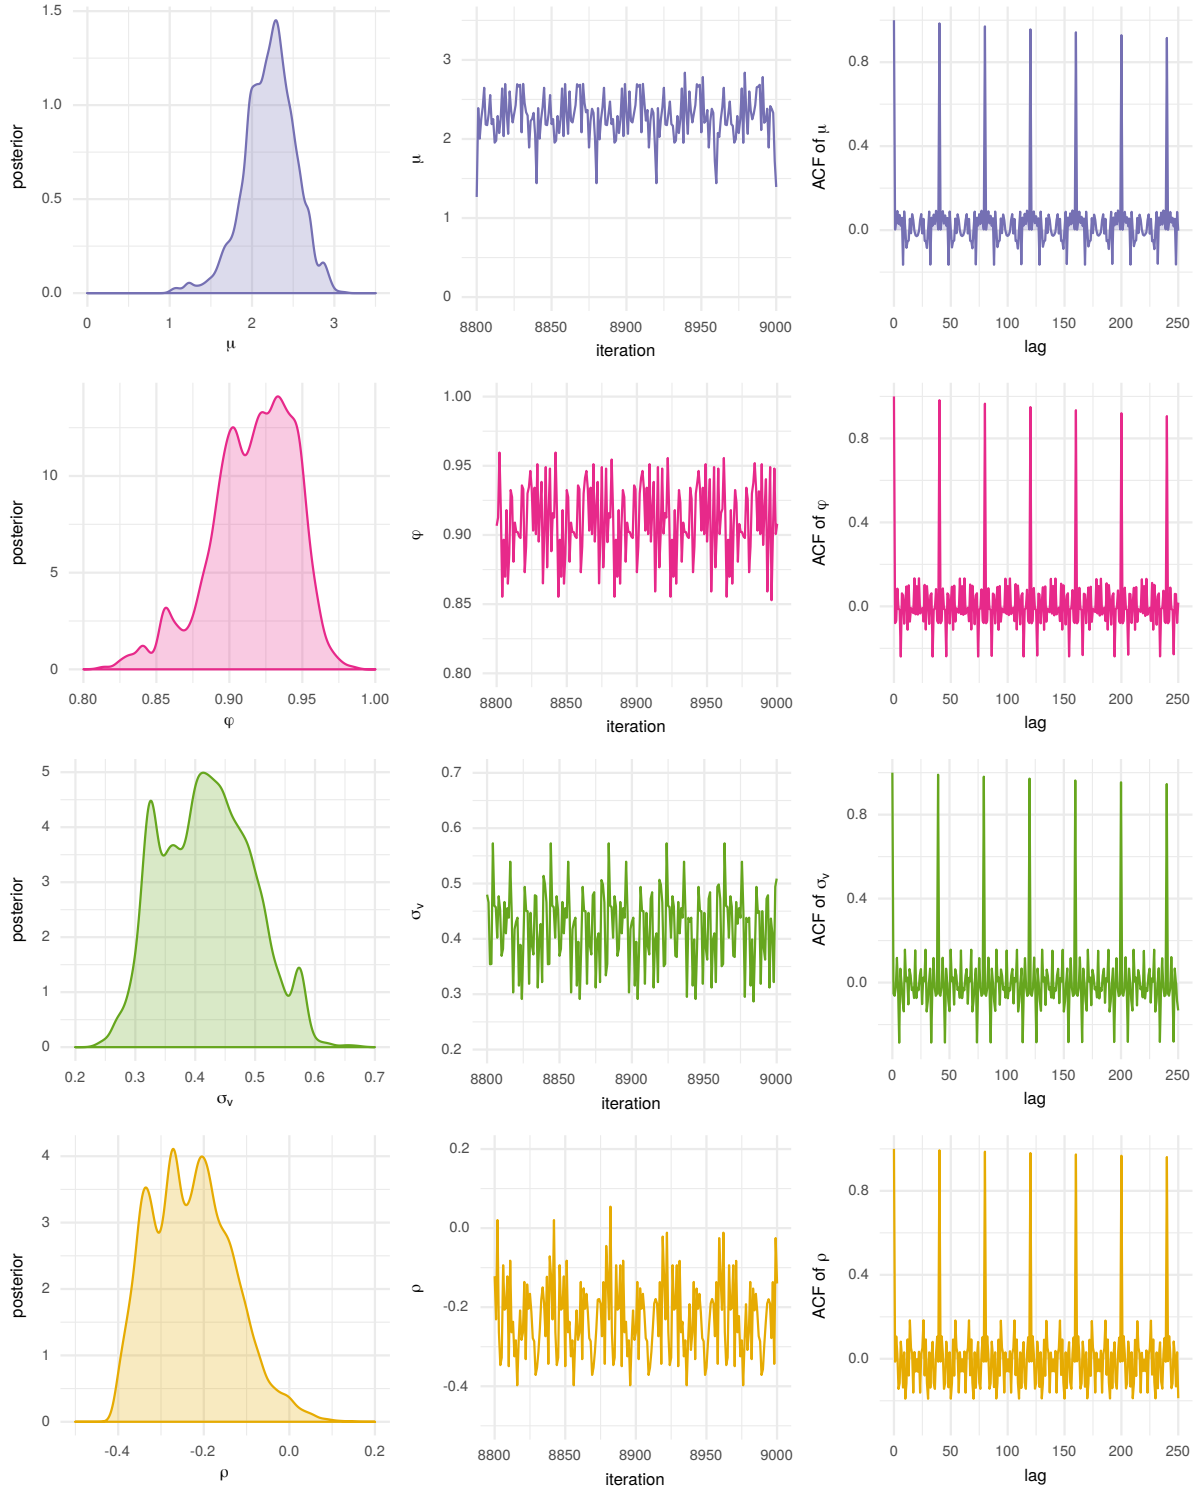 1.5
1.0
0.5
0.0
posterior
0 1 2 3
μ
3
2
1
0
μ
8800 8850 8900 8950 9000
iteration
0.8
0.4
0.0
ACF of μ
0 50 100 150 200 250
lag
10
5
0
posterior
0.80 0.85 0.90 0.95 1.00
φ
1.00
0.95
0.90
0.85
0.80
φ
8800 8850 8900 8950 9000
iteration
0.8
0.4
0.0
ACF of φ
0 50 100 150 200 250
lag
5
4
3
2
1
0
posterior
0.2 0.3 0.4 0.5 0.6 0.7
σv
0.7
0.6
0.5
0.4
0.3
0.2
σv
8800 8850 8900 8950 9000
iteration
0.8
0.4
0.0
ACF of σv
0 50 100 150 200 250
lag
4
3
2
1
0
posterior
-0.4 -0.2 0.0 0.2
ρ
0.2
0.0
-0.2
-0.4
ρ
8800 8850 8900 8950 9000
iteration
0.8
0.4
0.0
ACF of ρ
0 50 100 150 200 250
lag